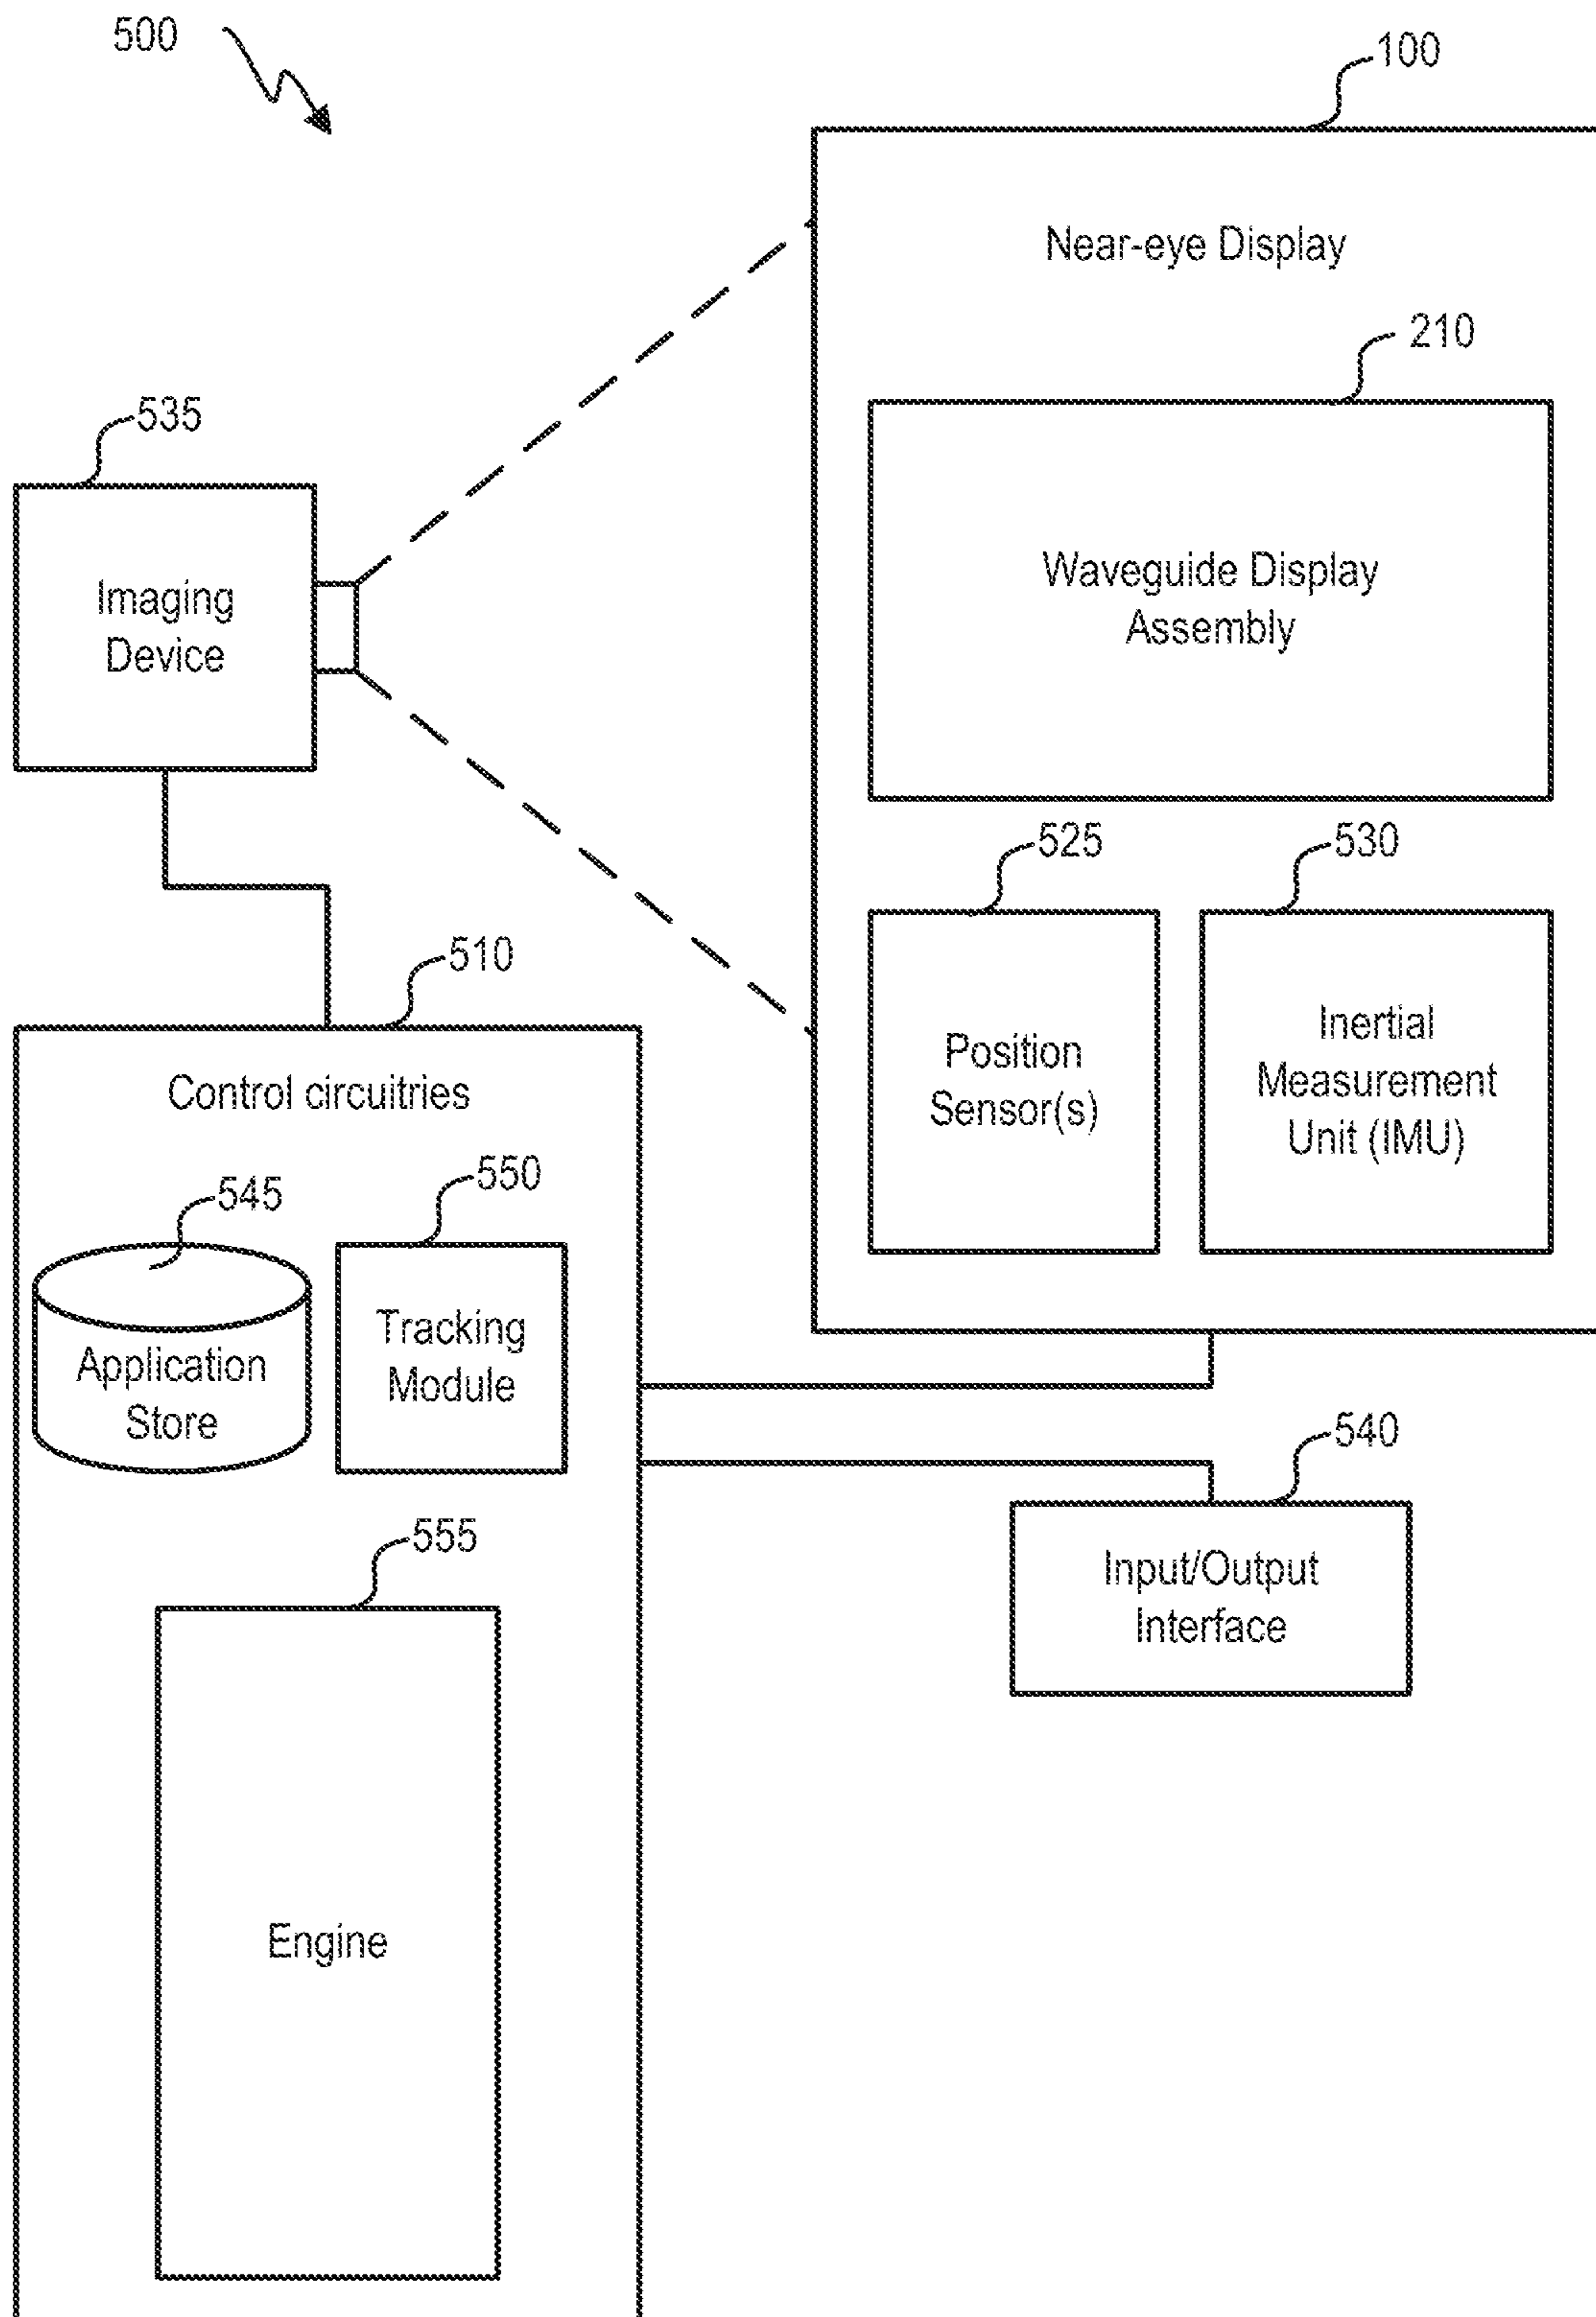 500
100
Near-eye Display
210
Waveguide Display
Assembly
535
Imaging
Device
525
530
Position
Sensor(s)
Inertial
Measurement
Unit (IMU)
510
Control circuitries
545
550
Application
Store
Tracking
Module
540
Input/Output
Interface
555
Engine